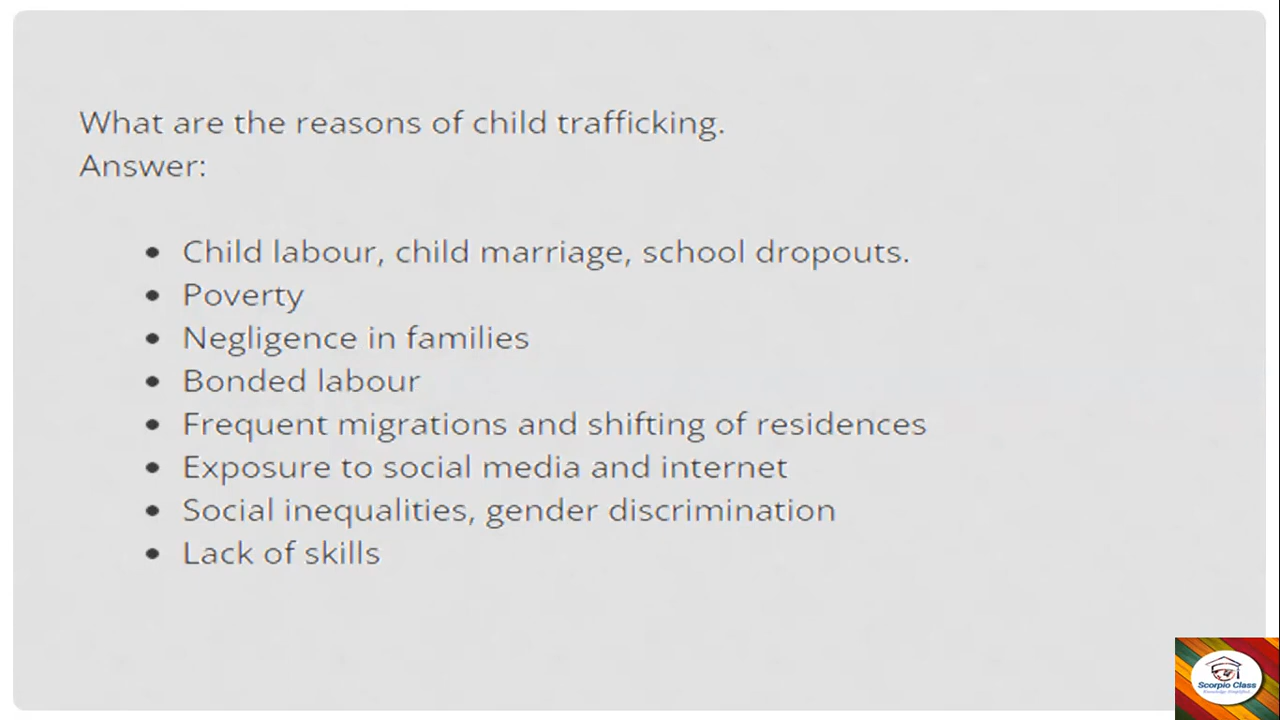 What are the reasons of child trafficking.
Answer:
• Child labour, child marriage, school dropouts.
• Poverty
• Negligence in families
• Bonded labour
• Frequent migrations and shifting of residences
• Exposure to social media and internet
• Social inequalities, gender discrimination
• Lack of skills
Scorpio Class